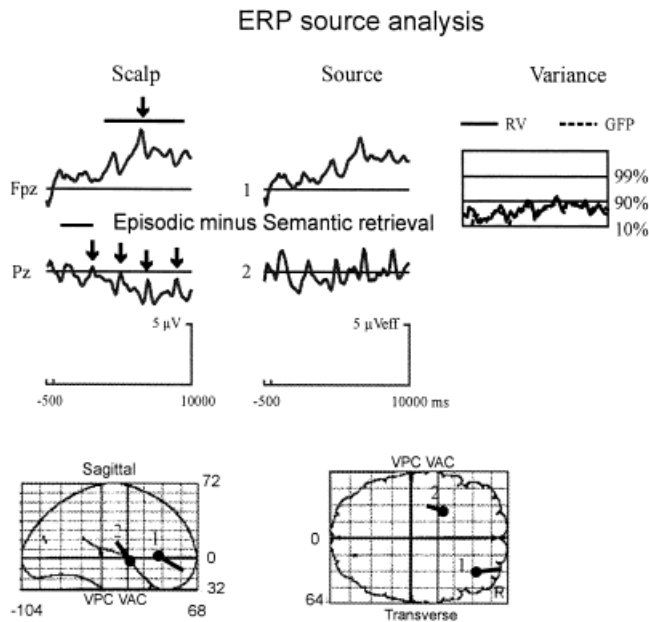 ERP source analysis
Scalp Source Variance
RV GFP
Fpz 1
99%
90%
10%
Episodic minus Semantic retrieval
Pz 2
5 µV 5 µVeff
-500 10000 -500 10000 ms
Sagittal
72
2 1
0
32
VPC VAC
-104 68
VPC VAC
2
0
1
R
64
Transverse